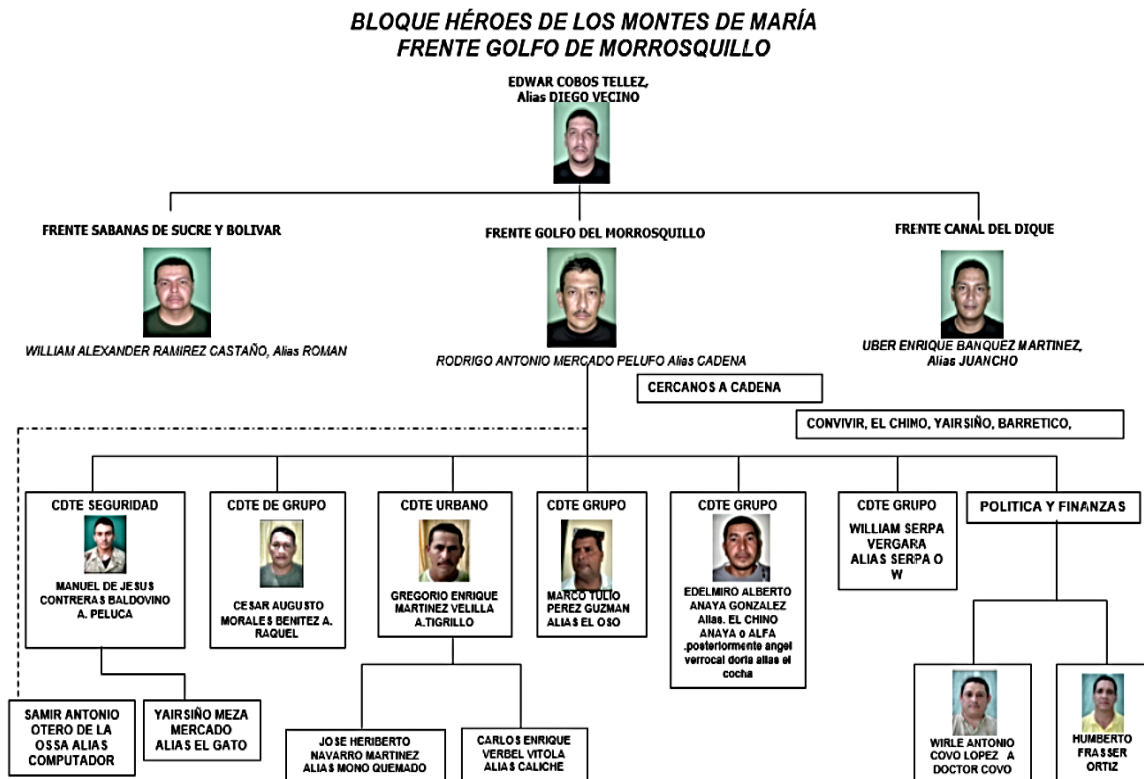 BLOQUE HÉROES DE LOS MONTES DE MARÍA
FRENTE GOLFO DE MORROSQUILLO
EDWAR COBOS TELLEZ,
Alias DIEGO VECINO
FRENTE SABANAS DE SUCRE Y BOLIVAR
WILLIAM ALEXANDER RAMIREZ CASTAÑO, Alias ROMAN
FRENTE GOLFO DEL MORROSQUILLO
RODRIGO ANTONIO MERCADO PELUFO Alias CADENA
FRENTE CANAL DEL DIQUE
UBER ENRIQUE BANQUEZ MARTINEZ,
Alias JUANCHO
CERCANOS A CADENA
CONVIVIR, EL CHINO, YAIRSIÑO, BARRETICO,
CDTE SEGURIDAD
MANUEL DE JESUS
CONTRERAS BALDOVINO
A. PELUCA
CDTE DE GRUPO
CESAR AUGUSTO
MORALES BENITEZ A.
RAQUEL
CDTE URBANO
GREGORIO ENRIQUE
MARTINEZ VELILLA
A.TIGRILLO
CDTE GRUPO
MARCO TULIO
PEREZ GUZMAN
ALIAS EL OSO
CDTE GRUPO
EDELMIRO ALBERTO
ANAYA GONZALEZ
Alias. EL CHINO
ANAYA o ALFA
.posteriormente angel
verrocal doria alias el
cocha
CDTE GRUPO
WILLIAM SERPA
VERGARA
ALIAS SERPA O
W
POLITICA Y FINANZAS
SAMIR ANTONIO
OTERO DE LA
OSSA ALIAS
COMPUTADOR
YAIRSIÑO MEZA
MERCADO
ALIAS EL GATO
JOSE HERIBERTO
NAVARRO MARTINEZ
ALIAS MONO QUEMADO
CARLOS ENRIQUE
VERBEL VITOLA
ALIAS CALICHE
WIRLE ANTONIO
COVO LOPEZ A
DOCTOR COVO
HUMBERTO
FRASSER
ORTIZ